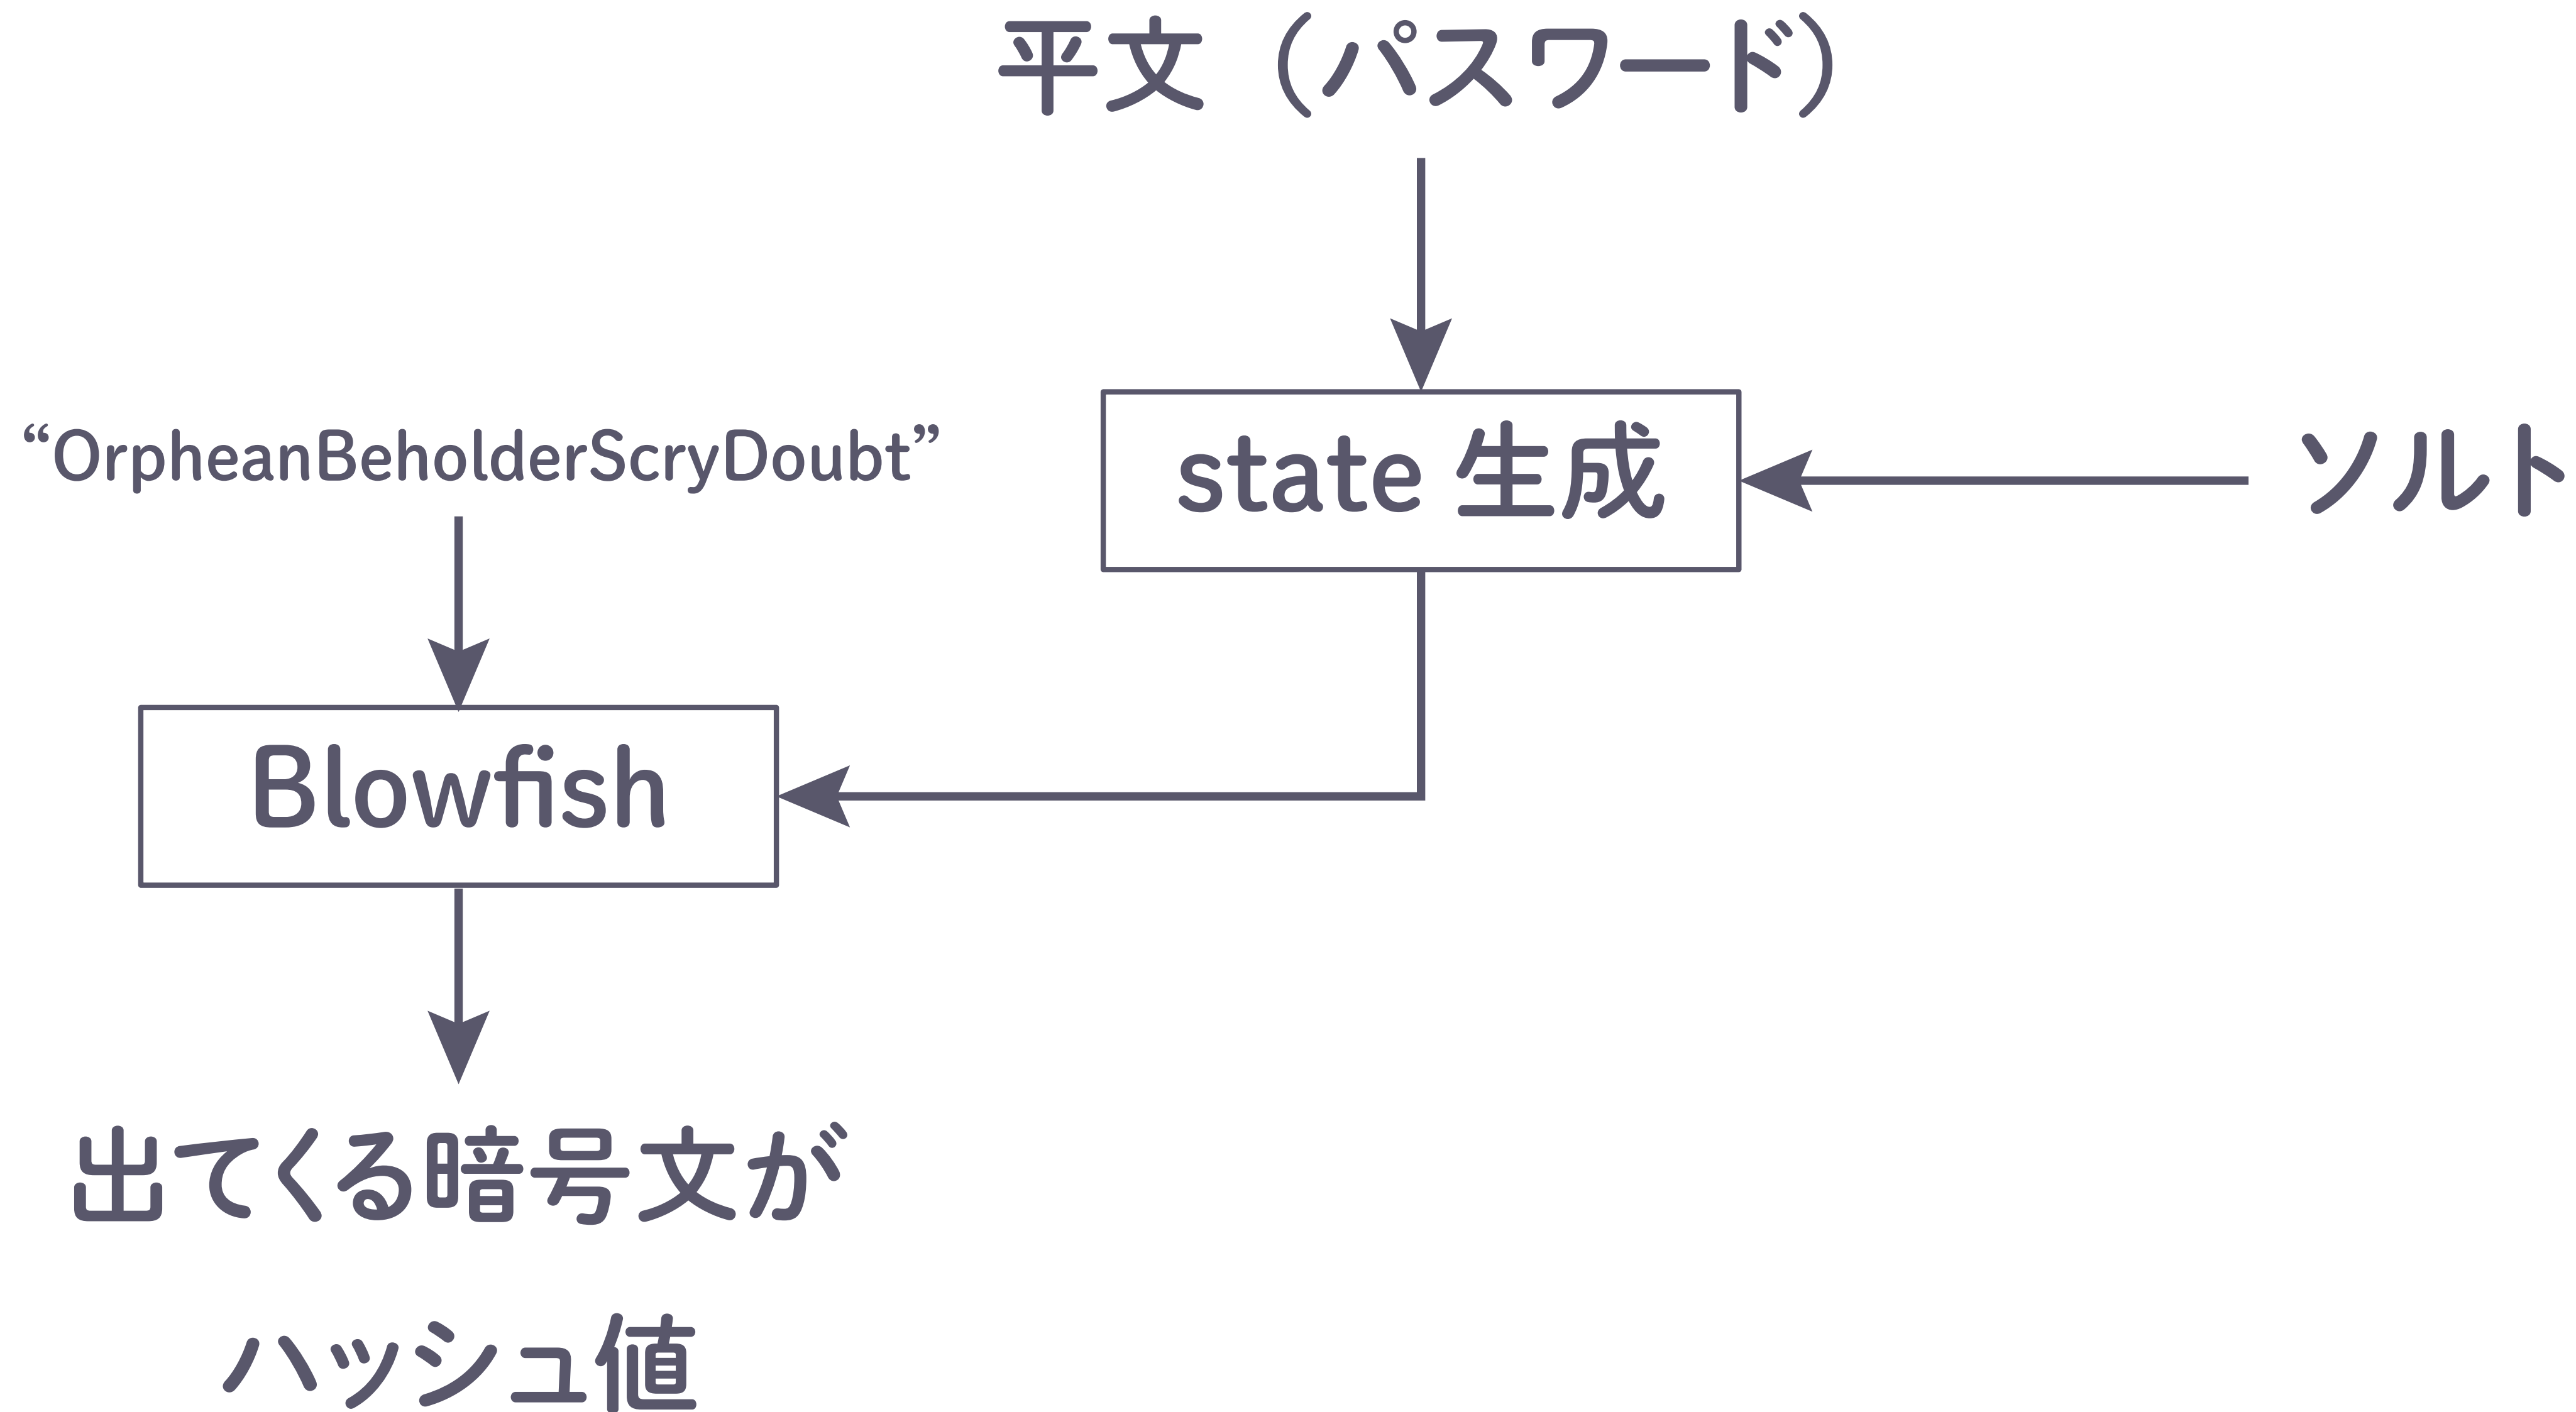 平文（パスワード）
“OrpheanBeholderScryDoubt”
state 生成
ソルト
Blowfish
出てくる暗号文が
ハッシュ値